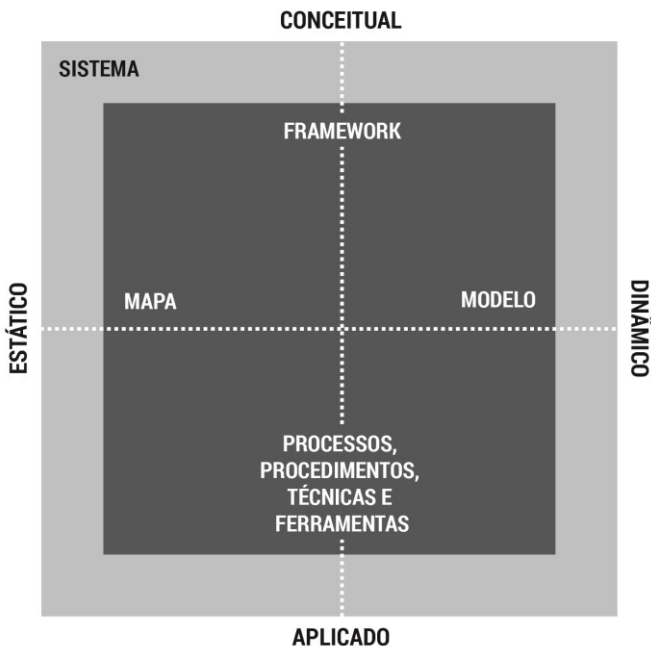 CONCEITUAL
SISTEMA
FRAMEWORK
ESTÁTICO
MAPA
MODELO
DINÂMICO
PROCESSOS,
PROCEDIMENTOS,
TÉCNICAS E
FERRAMENTAS
APLICADO